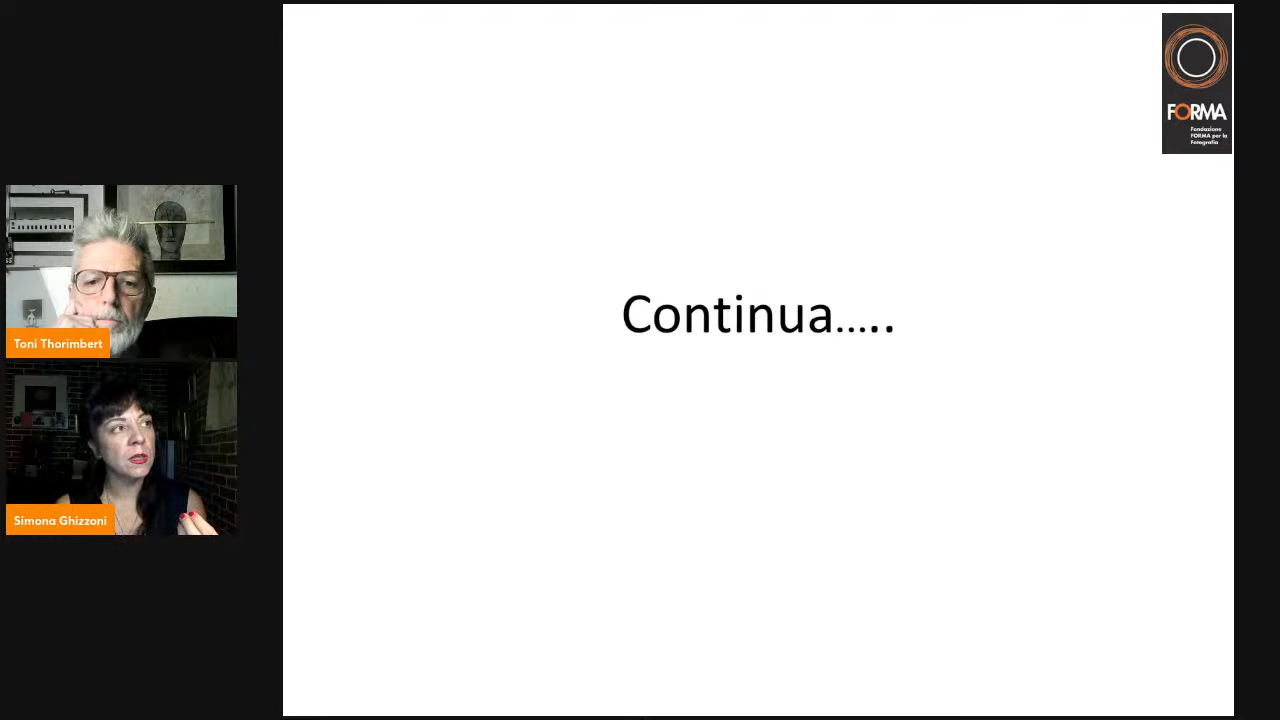 FORMA
Fondazione
FORMA per la
Fotografia
Toni Thorimbert
Continua.....
Simona Ghizzoni